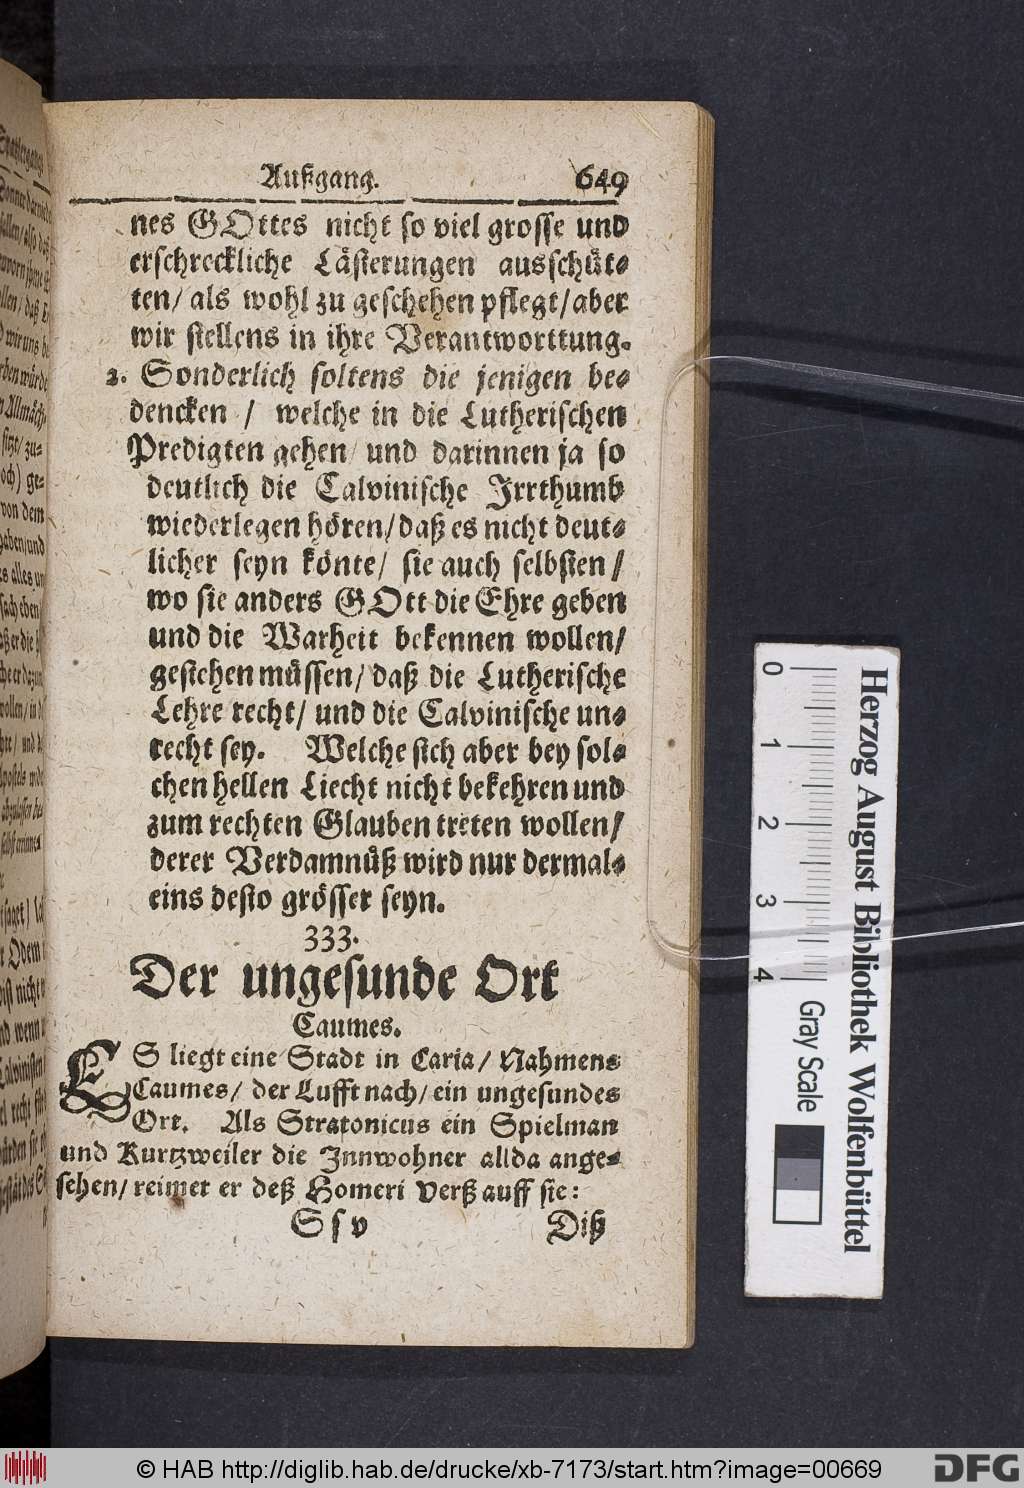 Außgang. 649
nes GOttes nicht so viel grosse und
erschreckliche Lästerungen ausschüt-
ten/ als wohl zu geschehen pflegt/ aber
wir stellens in ihre Verantworttung.
2. Sonderlich soltens die jenigen be-
dencken / welche in die Lutherischen
Predigten gehen/ und darinnen ja so
deutlich die Calvinische Irrthumb
wiederlegen hören/ daß es nicht deut-
licher seyn könte/ sie auch selbsten/
wo sie anders GOtt die Ehre geben
und die Warheit bekennen wollen/
gestehen müssen/ daß die Lutherische
Lehre recht/ und die Calvinische un-
recht sey. Welche sich aber bey sol-
chen hellen Liecht nicht bekehren und
zum rechten Glauben treten wollen/
derer Verdamnüß wird nur dermal-
eins desto grösser seyn.
333.
Der ungesunde Ort
Caumes.
ES liegt eine Stadt in Caria/ Nahmens
Caumes/ der Lufft nach/ ein ungesundes
Ort. Als Stratonicus ein Spielman
und Kurtzweiler die Innwohner allda ange-
sehen/ reimet er deß Homeri Verß auff sie:
S s v Diß
Herzog August Bibliothek Wolfenbüttel
0 1 2 3 4 Gray Scale
© HAB http://diglib.hab.de/drucke/xb-7173/start.htm?image=00669
DFG